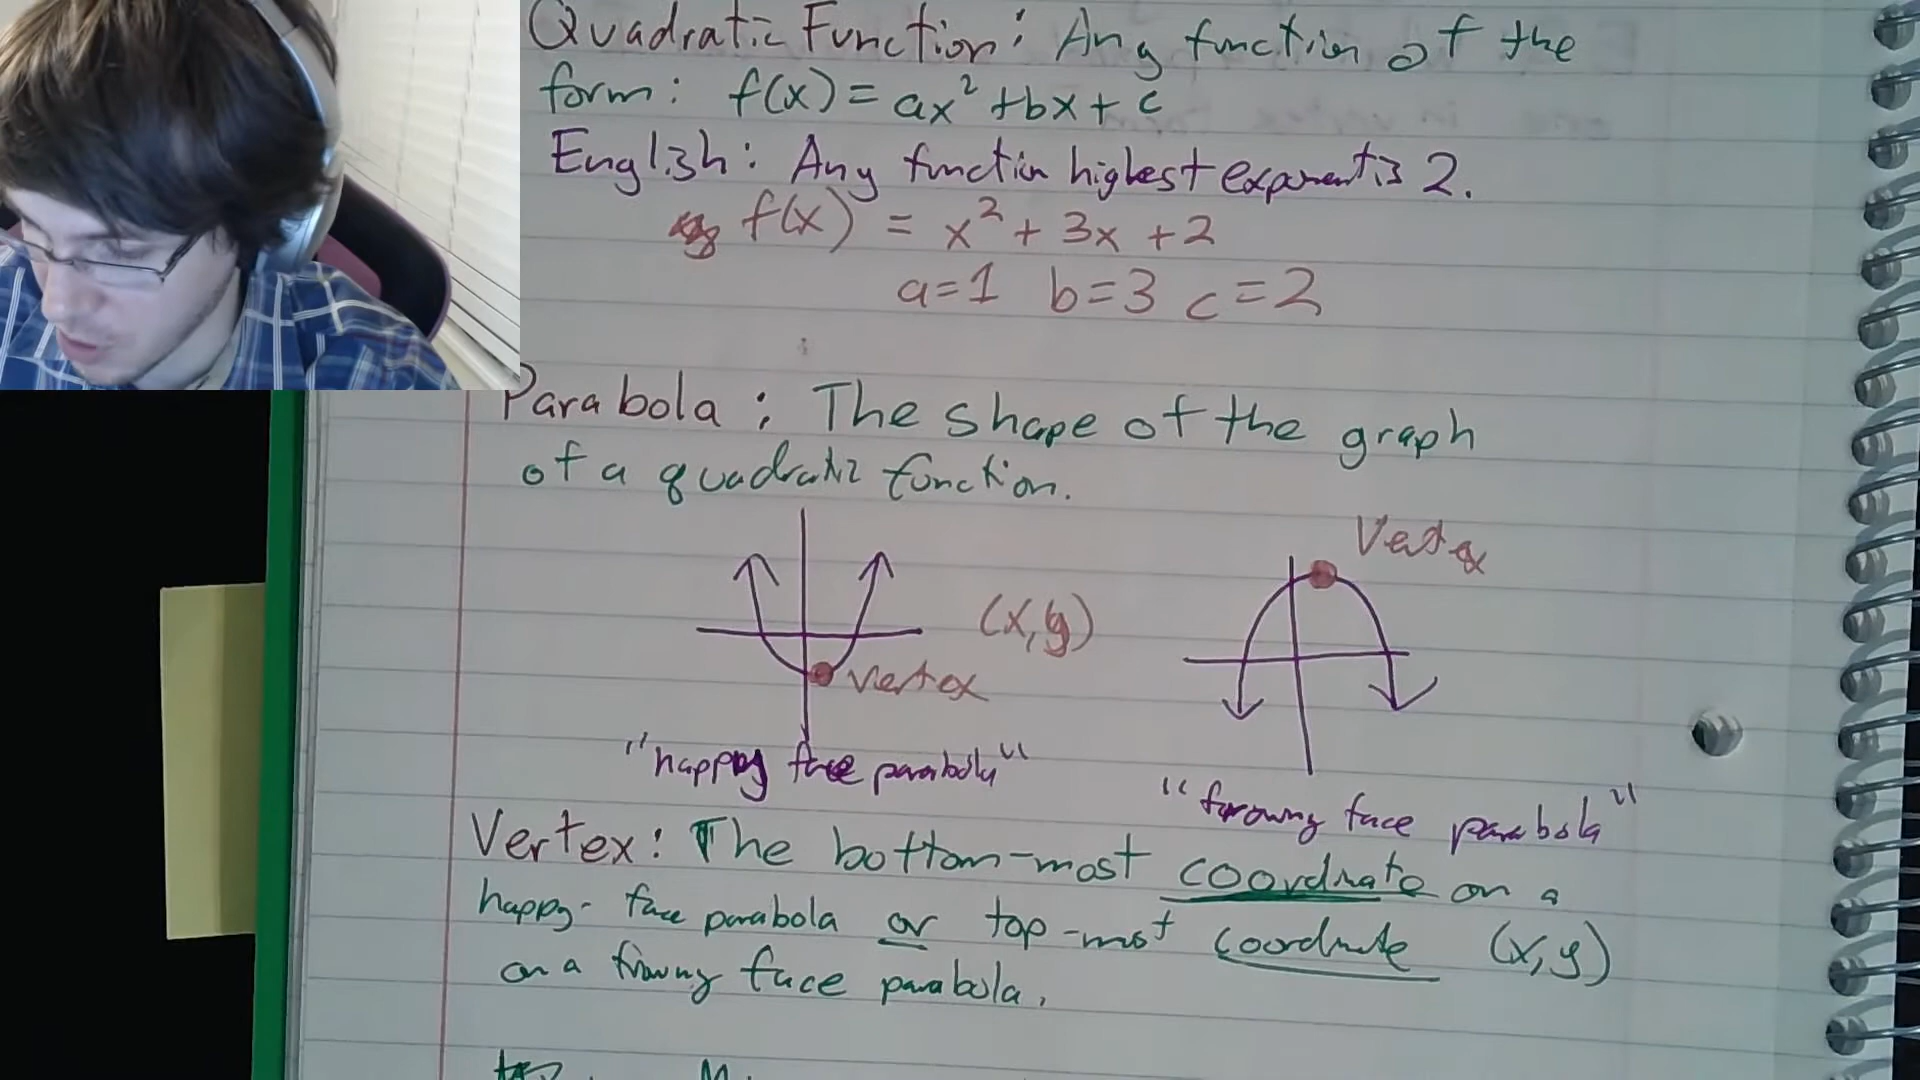 Quadratic Function: Any function of the
form: f(x) = ax² + bx + c
English: Any function highest exponent is 2.
eg f(x) = x² + 3x + 2
a=1 b=3 c=2
Parabola: The shape of the graph
of a quadratic function.
Vertex
(x,y)
vertex
"happy face parabola"
"frowny face parabola"
Vertex: The bottom-most coordinate on a
happy-face parabola or top-most coordinate (x,y)
on a frowny face parabola.